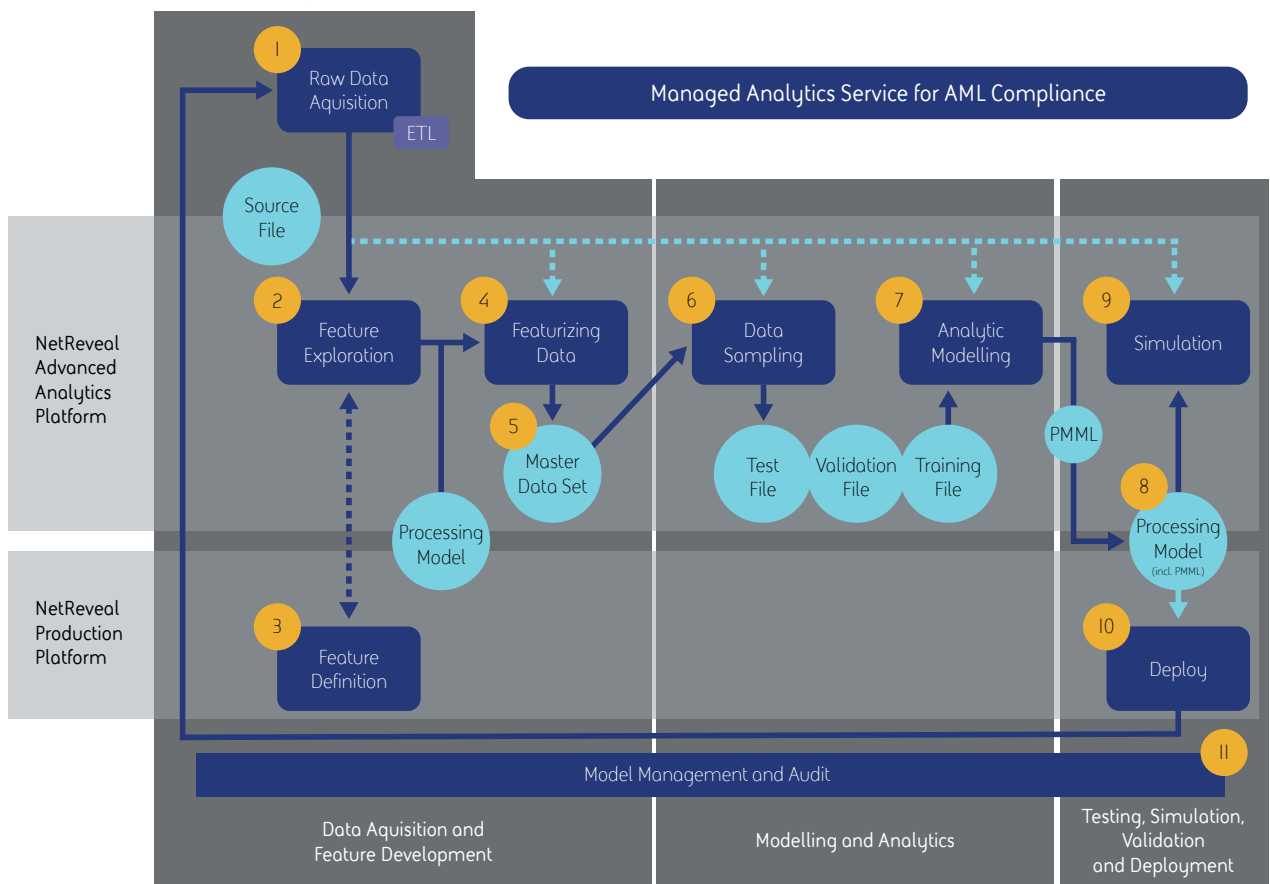 1
Raw Data
Aquisition
ETL
Managed Analytics Service for AML Compliance
Source
File
NetReveal
Advanced
Analytics
Platform
2
Feature
Exploration
4
Featurizing
Data
6
Data
Sampling
7
Analytic
Modelling
9
Simulation
5
Master
Data Set
Processing
Model
Test
File
Validation
File
Training
File
PMML
8
Processing
Model
(incl. PMML)
NetReveal
Production
Platform
3
Feature
Definition
10
Deploy
11
Model Management and Audit
Data Aquisition and
Feature Development
Modelling and Analytics
Testing, Simulation,
Validation
and Deployment